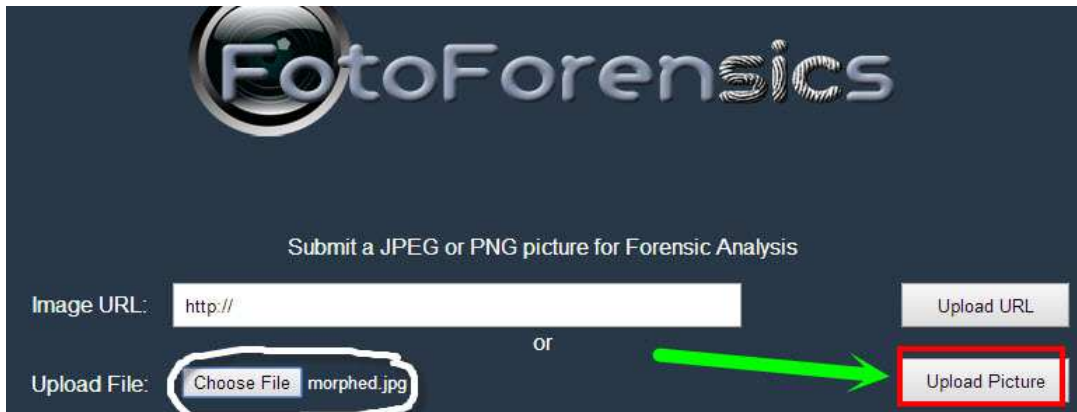 FotoForensics
Submit a JPEG or PNG picture for Forensic Analysis
Image URL: http:// Upload URL
or
Upload File: Choose File morphed.jpg Upload Picture